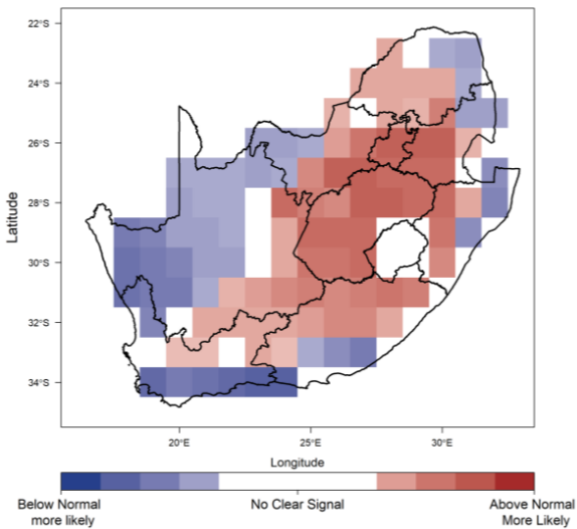 22°S
24°S
26°S
28°S
30°S
32°S
34°S
Latitude
20°E
25°E
30°E
Longitude
Below Normal
more likely
No Clear Signal
Above Normal
More Likely